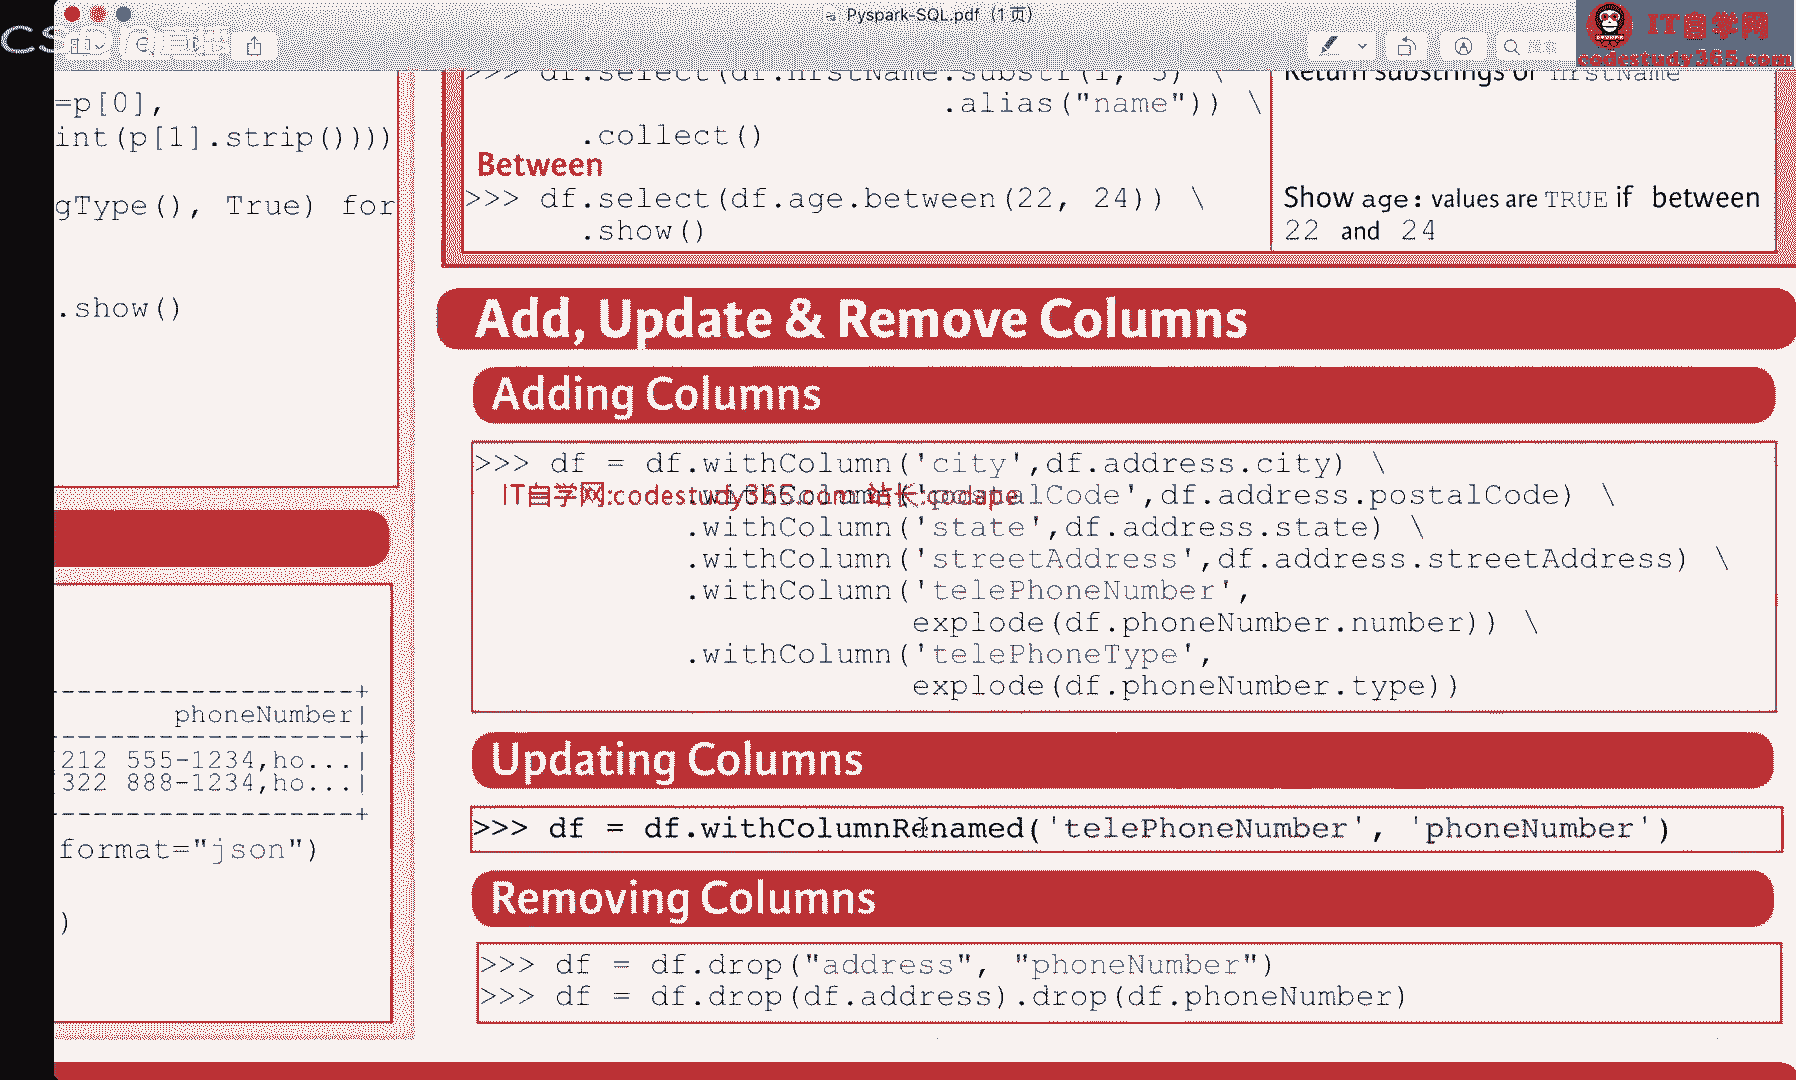 Pyspark-SQL.pdf (1 页)
IT自学网
codestudy365.com
=p[0],
int(p[1].strip())))
gType(), True) for
.show()
phoneNumber|
212 555-1234,ho...|
322 888-1234,ho...|
format="json")
)
>>> df.select(df.firstName.substr(1, 3) \
.alias("name")) \
.collect()
Return substrings of firstName
Between
>>> df.select(df.age.between(22, 24)) \
.show()
Show age: values are TRUE if between
22 and 24
Add, Update & Remove Columns
Adding Columns
>>> df = df.withColumn('city',df.address.city) \
.withColumn('postalCode',df.address.postalCode) \
IT自学网:codestudy365.com 站长:codape
.withColumn('state',df.address.state) \
.withColumn('streetAddress',df.address.streetAddress) \
.withColumn('telePhoneNumber',
explode(df.phoneNumber.number)) \
.withColumn('telePhoneType',
explode(df.phoneNumber.type))
Updating Columns
>>> df = df.withColumnRenamed('telePhoneNumber', 'phoneNumber')
Removing Columns
>>> df = df.drop("address", "phoneNumber")
>>> df = df.drop(df.address).drop(df.phoneNumber)